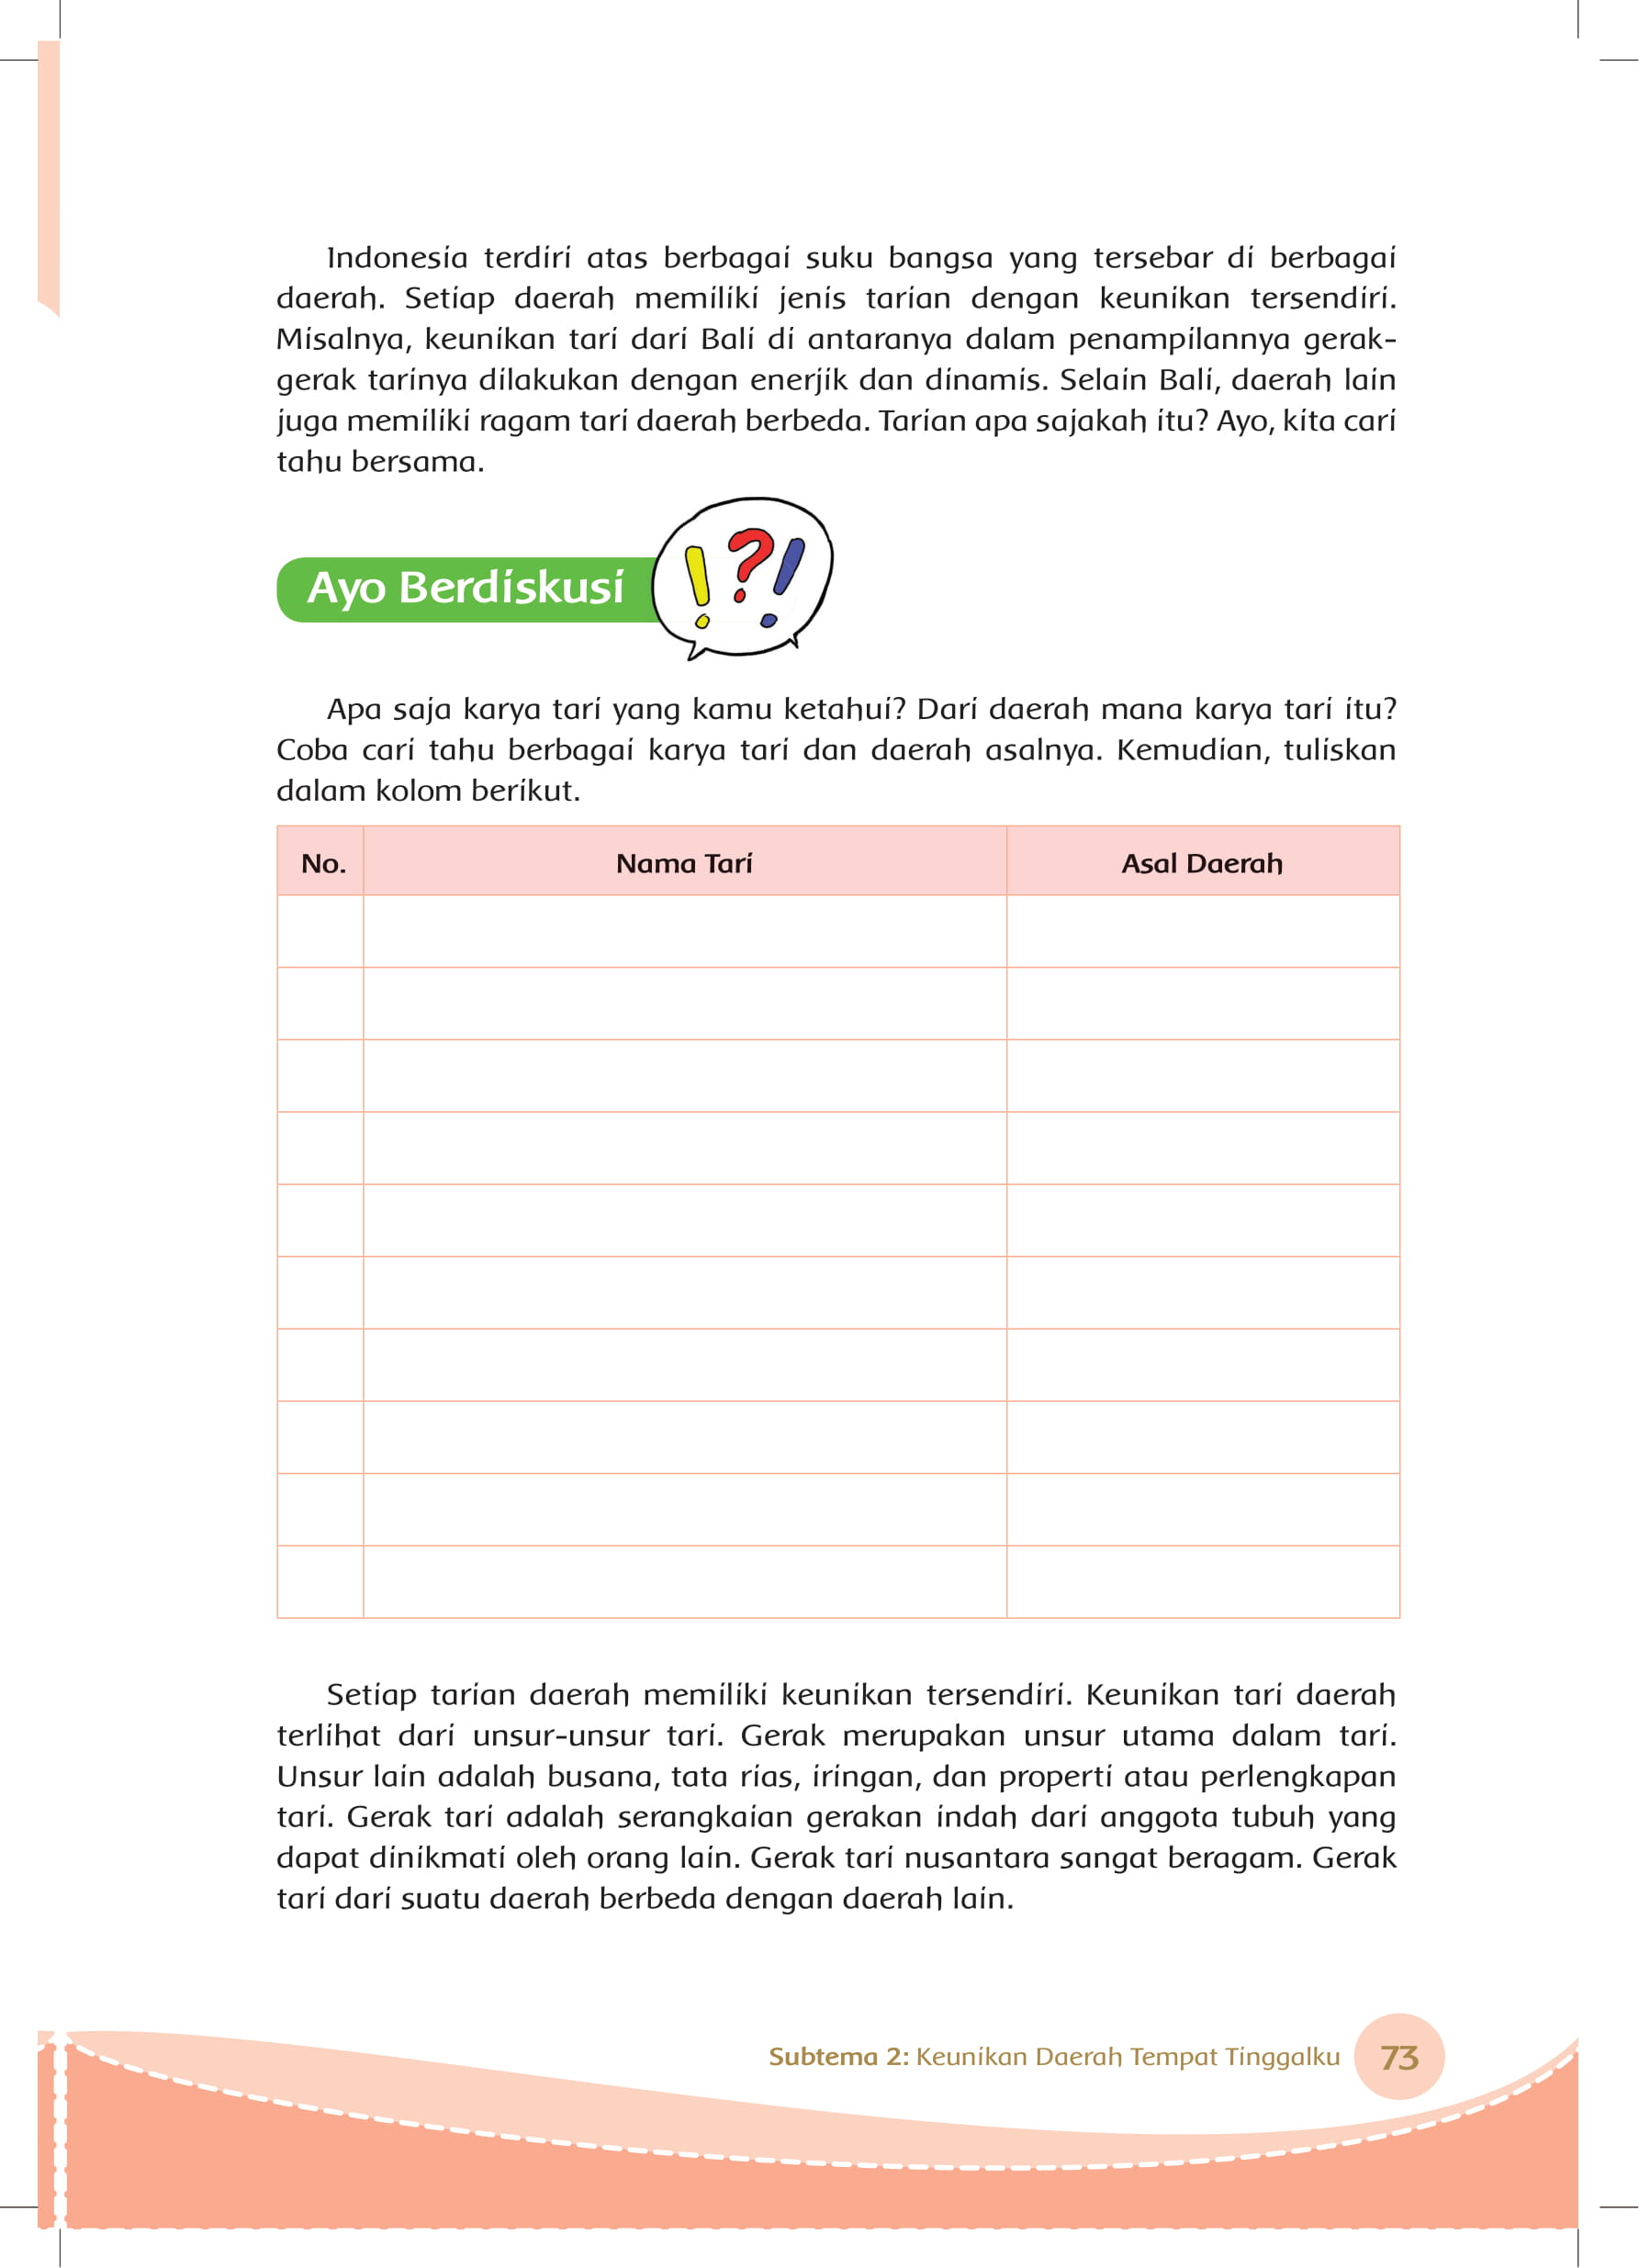 Indonesia terdiri atas berbagai suku bangsa yang tersebar di berbagai
daerah. Setiap daerah memiliki jenis tarian dengan keunikan tersendiri.
Misalnya, keunikan tari dari Bali di antaranya dalam penampilannya gerak-
gerak tarinya dilakukan dengan enerjik dan dinamis. Selain Bali, daerah lain
juga memiliki ragam tari daerah berbeda. Tarian apa sajakah itu? Ayo, kita cari
tahu bersama.
Ayo Berdiskusi
!?!
Apa saja karya tari yang kamu ketahui? Dari daerah mana karya tari itu?
Coba cari tahu berbagai karya tari dan daerah asalnya. Kemudian, tuliskan
dalam kolom berikut.
No. Nama Tari Asal Daerah
Setiap tarian daerah memiliki keunikan tersendiri. Keunikan tari daerah
terlihat dari unsur-unsur tari. Gerak merupakan unsur utama dalam tari.
Unsur lain adalah busana, tata rias, iringan, dan properti atau perlengkapan
tari. Gerak tari adalah serangkaian gerakan indah dari anggota tubuh yang
dapat dinikmati oleh orang lain. Gerak tari nusantara sangat beragam. Gerak
tari dari suatu daerah berbeda dengan daerah lain.
Subtema 2: Keunikan Daerah Tempat Tinggalku 73